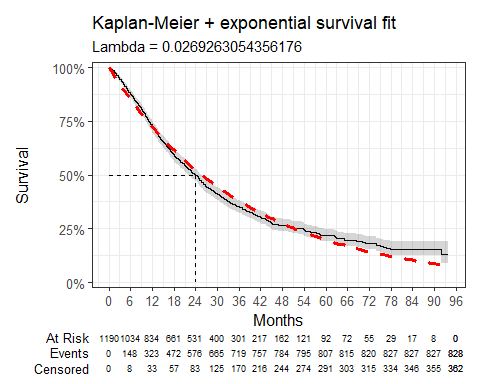 Kaplan-Meier + exponential survival fit
Lambda = 0.0269263054356176
100%
75%
50%
25%
0%
Survival
0 6 12 18 24 30 36 42 48 54 60 66 72 78 84 90 96
Months
At Risk 1190 1034 834 661 531 400 301 217 162 121 92 72 55 29 17 8 0
Events 0 148 323 472 576 665 719 757 784 795 807 815 820 827 827 827 828
Censored 0 8 33 57 83 125 170 216 244 274 291 303 315 334 346 355 362